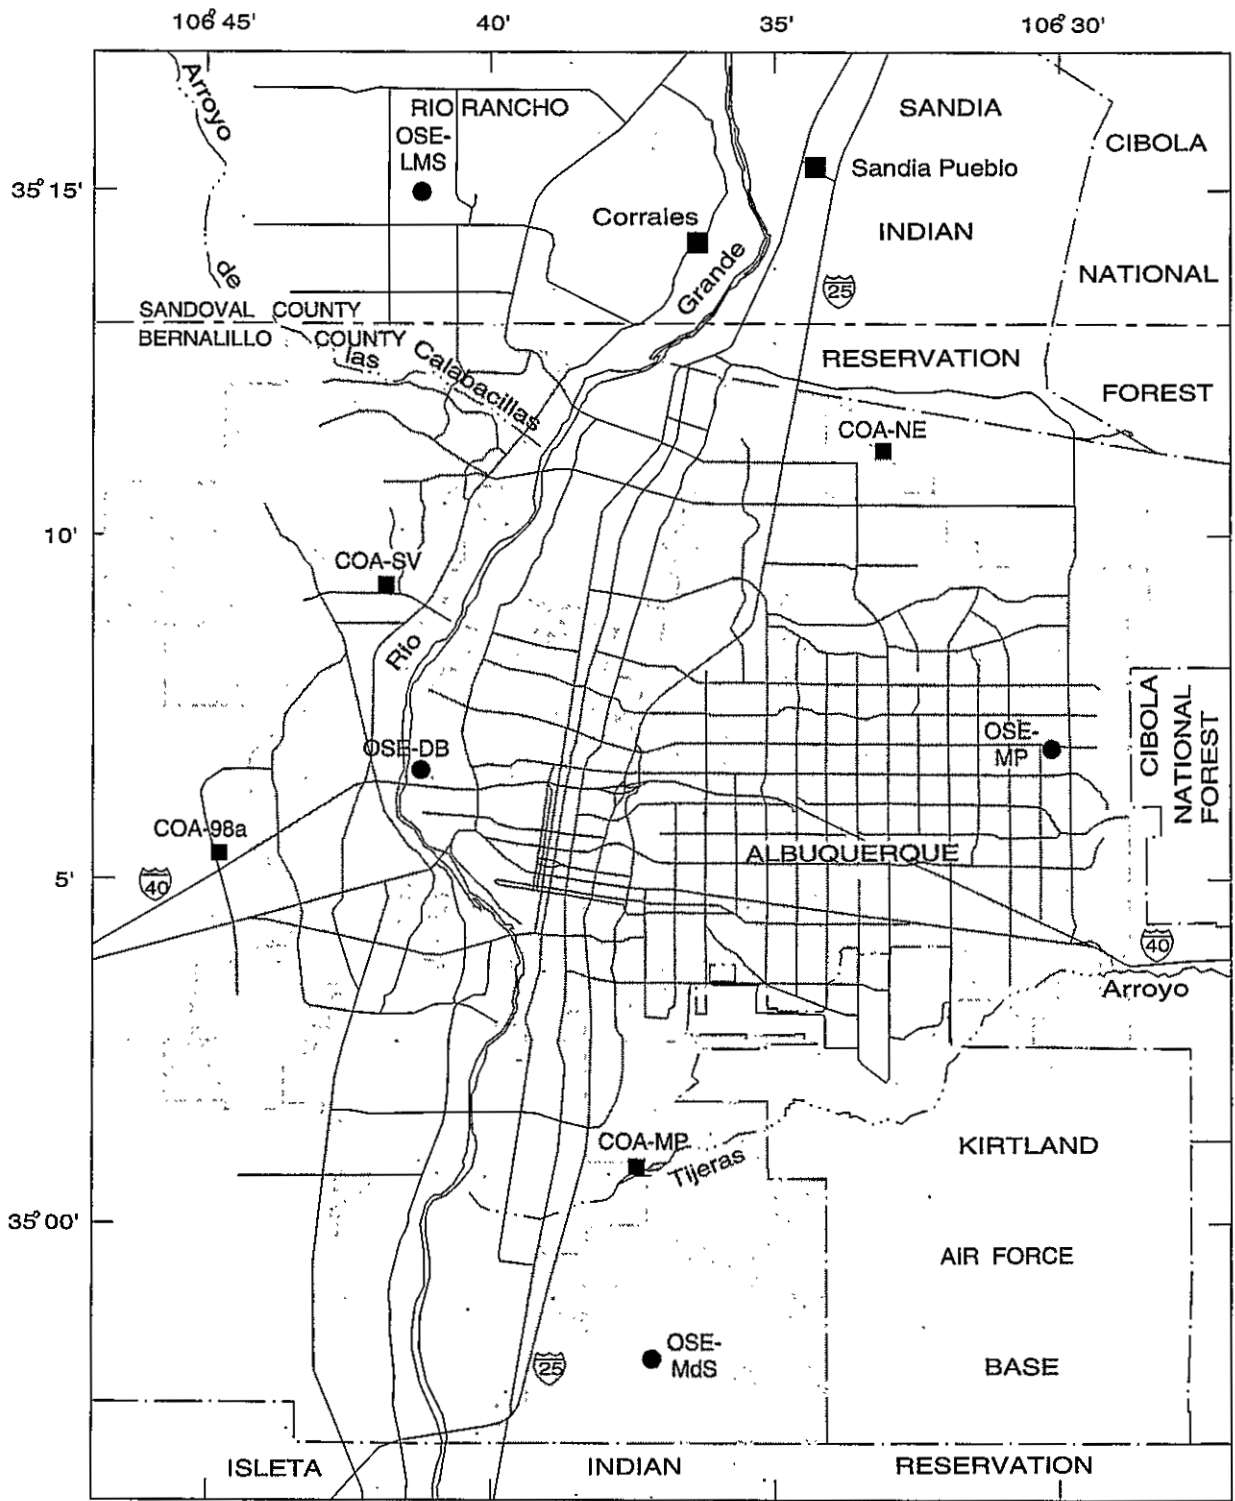 106° 45'
40'
35'
106° 30'
Arroyo
RIO RANCHO
SANDIA
OSE-
LMS
CIBOLA
Sandia Pueblo
35° 15'
Corrales
INDIAN
de
Grande
25
NATIONAL
SANDOVAL COUNTY
BERNALILLO COUNTY
las
Calabacillas
RESERVATION
FOREST
COA-NE
10'
COA-SV
Rio
CIBOLA
NATIONAL
FOREST
OSE-DB
OSE-
MP
COA-98a
ALBUQUERQUE
40
5'
40
Arroyo
COA-MP
Tijeras
KIRTLAND
35° 00'
AIR FORCE
OSE-
MdS
25
BASE
ISLETA
INDIAN
RESERVATION